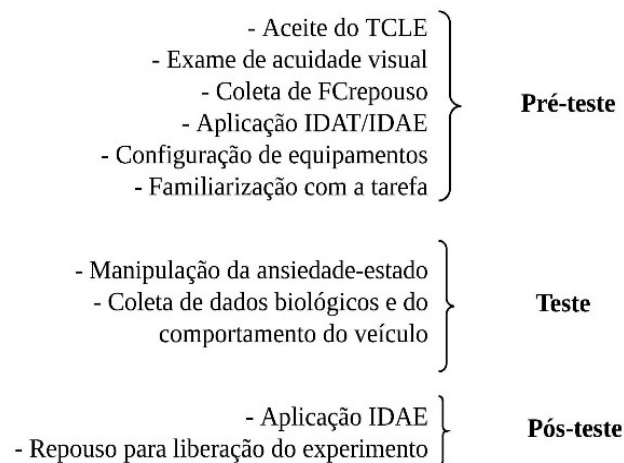 - Aceite do TCLE
- Exame de acuidade visual
- Coleta de FCrepouso
- Aplicação IDAT/IDAE
- Configuração de equipamentos
- Familiarização com a tarefa
Pré-teste
- Manipulação da ansiedade-estado
- Coleta de dados biológicos e do
comportamento do veículo
Teste
- Aplicação IDAE
- Repouso para liberação do experimento
Pós-teste